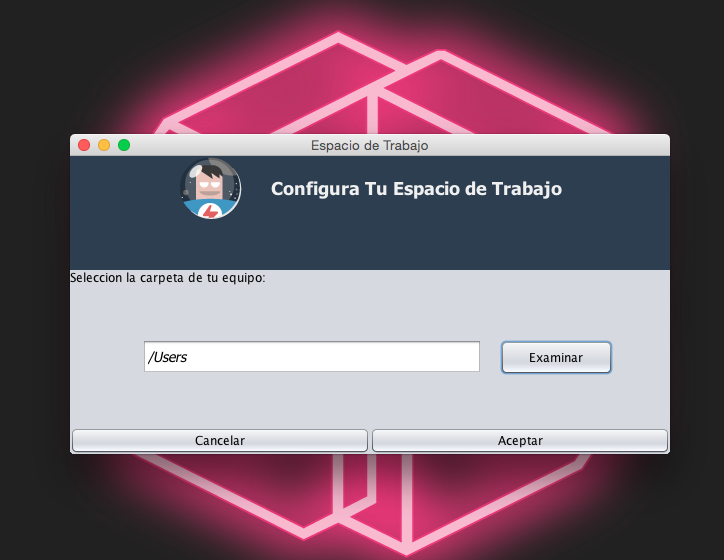 Espacio de Trabajo
Configura Tu Espacio de Trabajo
Seleccion la carpeta de tu equipo:
/Users
Examinar
Cancelar
Aceptar